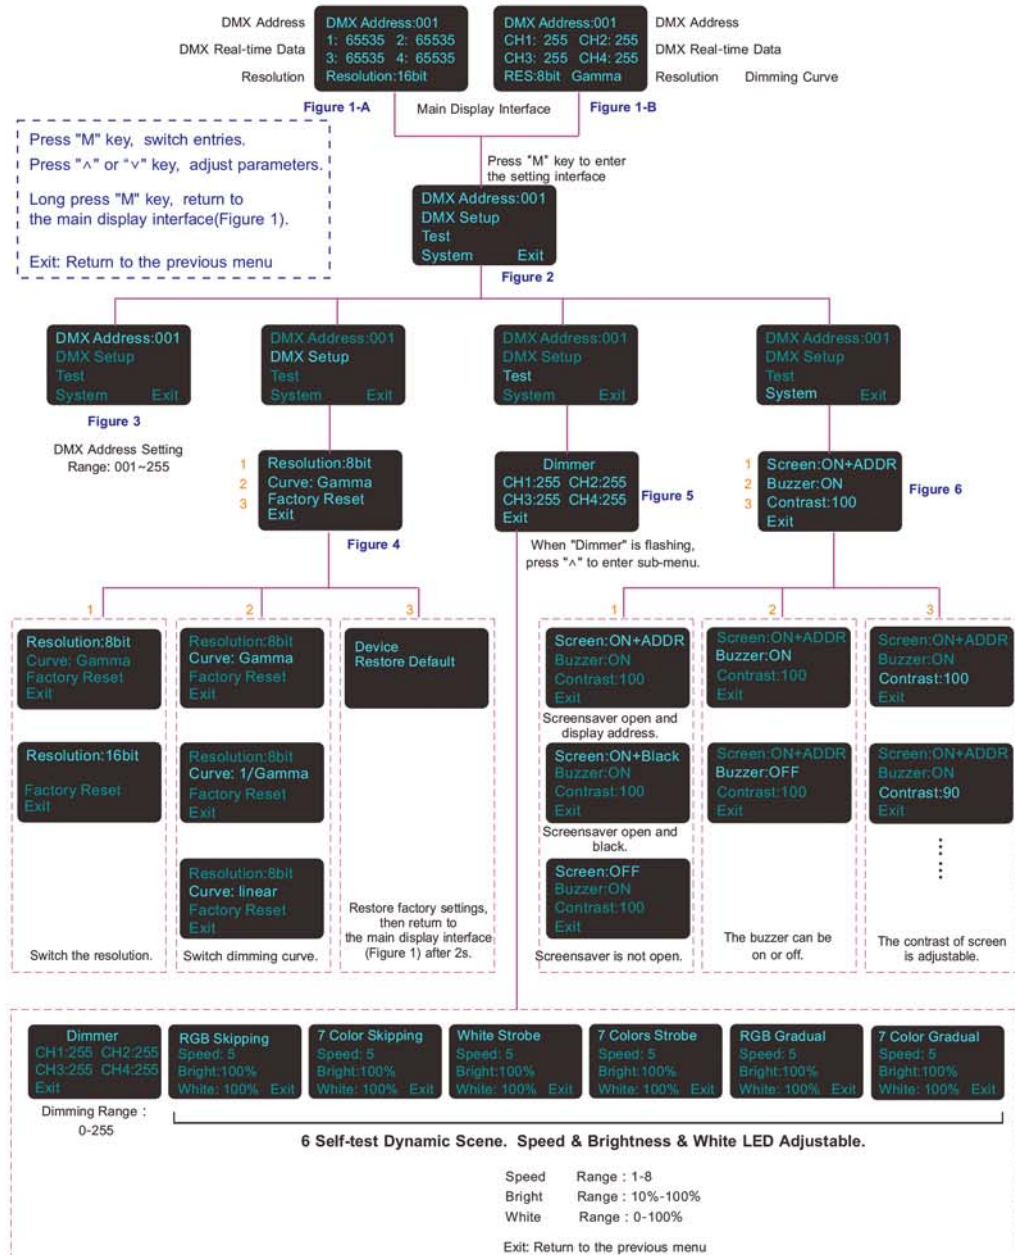 DMX Address
DMX Real-time Data
Resolution
DMX Address:001
1: 65535 2: 65535
3: 65535 4: 65535
Resolution:16bit
DMX Address:001
CH1: 255 CH2: 255
CH3: 255 CH4: 255
RES:8bit Gamma
DMX Address
DMX Real-time Data
Resolution Dimming Curve
Figure 1-A
Main Display Interface
Figure 1-B
Press "M" key, switch entries.
Press "∧" or "∨" key, adjust parameters.
Long press "M" key, return to
the main display interface(Figure 1).
Exit: Return to the previous menu
Press "M" key to enter
the setting interface
DMX Address:001
DMX Setup
Test
System Exit
Figure 2
DMX Address:001
DMX Setup
Test
System Exit
Figure 3
DMX Address Setting
Range: 001~255
DMX Address:001
DMX Setup
Test
System Exit
DMX Address:001
DMX Setup
Test
System Exit
DMX Address:001
DMX Setup
Test
System Exit
1
2
3
Resolution:8bit
Curve: Gamma
Factory Reset
Exit
Figure 4
Dimmer
CH1:255 CH2:255
CH3:255 CH4:255
Exit
Figure 5
When "Dimmer" is flashing,
press "∧" to enter sub-menu.
1
2
3
Screen:ON+ADDR
Buzzer:ON
Contrast:100
Exit
Figure 6
1
Resolution:8bit
Curve: Gamma
Factory Reset
Exit
Resolution:16bit
Factory Reset
Exit
Switch the resolution.
2
Resolution:8bit
Curve: Gamma
Factory Reset
Exit
Resolution:8bit
Curve: 1/Gamma
Factory Reset
Exit
Resolution:8bit
Curve: linear
Factory Reset
Exit
Switch dimming curve.
3
Device
Restore Default
Restore factory settings,
then return to
the main display interface
(Figure 1) after 2s.
1
Screen:ON+ADDR
Buzzer:ON
Contrast:100
Exit
Screensaver open and
display address.
Screen:ON+Black
Buzzer:ON
Contrast:100
Exit
Screensaver open and
black.
Screen:OFF
Buzzer:ON
Contrast:100
Exit
Screensaver is not open.
2
Screen:ON+ADDR
Buzzer:ON
Contrast:100
Exit
Screen:ON+ADDR
Buzzer:OFF
Contrast:100
Exit
The buzzer can be
on or off.
3
Screen:ON+ADDR
Buzzer:ON
Contrast:100
Exit
Screen:ON+ADDR
Buzzer:ON
Contrast:90
Exit
The contrast of screen
is adjustable.
Dimmer
CH1:255 CH2:255
CH3:255 CH4:255
Exit
Dimming Range :
0-255
RGB Skipping
Speed: 5
Bright:100%
White: 100% Exit
7 Color Skipping
Speed: 5
Bright:100%
White: 100% Exit
White Strobe
Speed: 5
Bright:100%
White: 100% Exit
7 Colors Strobe
Speed: 5
Bright:100%
White: 100% Exit
RGB Gradual
Speed: 5
Bright:100%
White: 100% Exit
7 Color Gradual
Speed: 5
Bright:100%
White: 100% Exit
6 Self-test Dynamic Scene. Speed & Brightness & White LED Adjustable.
Speed Range : 1-8
Bright Range : 10%-100%
White Range : 0-100%
Exit: Return to the previous menu